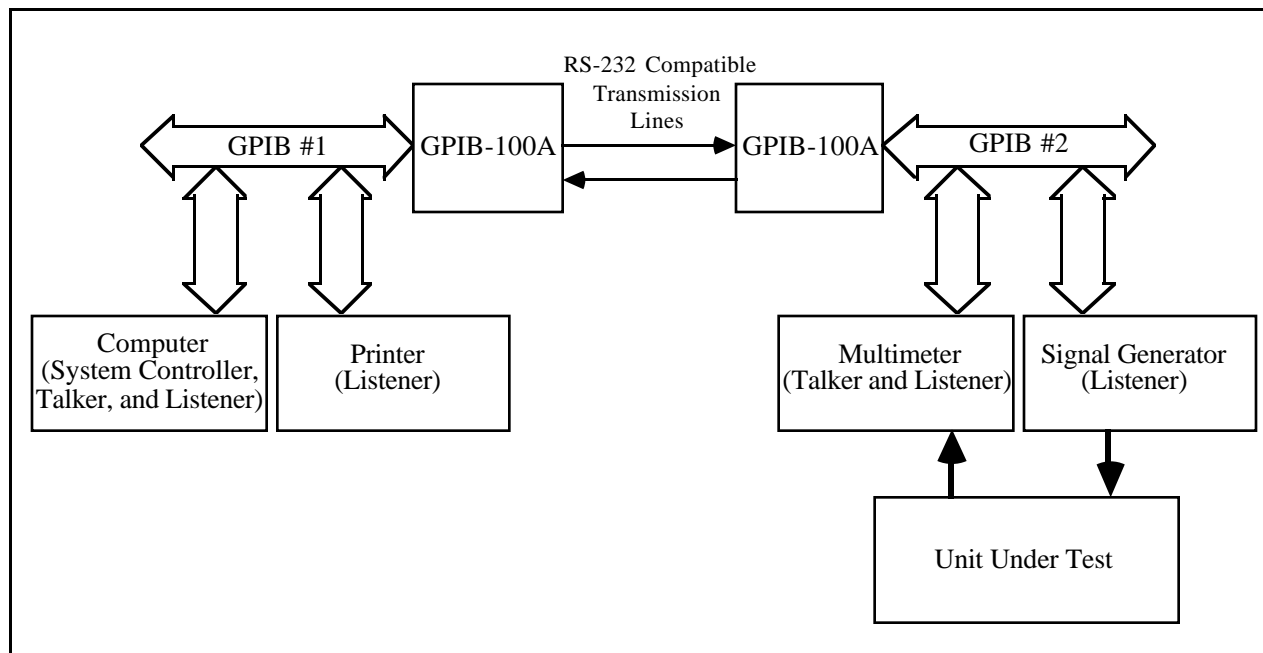 RS-232 Compatible
Transmission
Lines
GPIB #1
GPIB-100A
GPIB-100A
GPIB #2
Computer
(System Controller,
Talker, and Listener)
Printer
(Listener)
Multimeter
(Talker and Listener)
Signal Generator
(Listener)
Unit Under Test